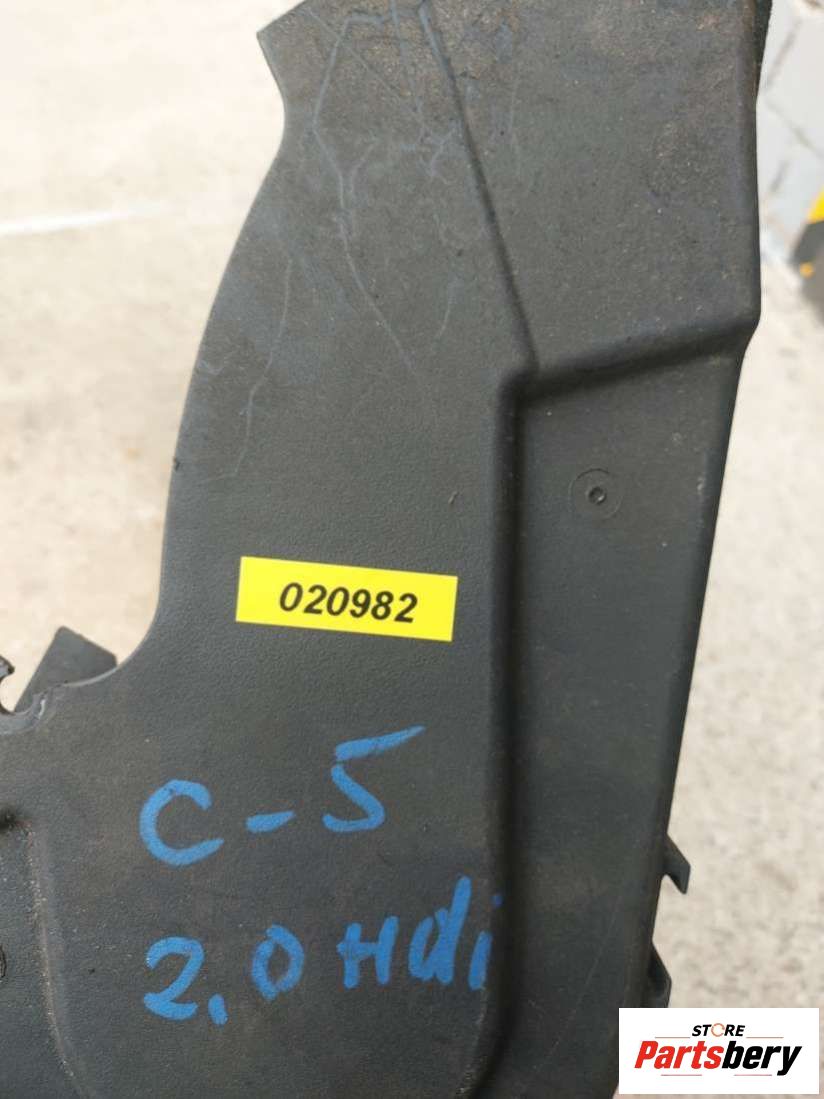 020982
C-5
2,0 Hdi
STORE
Partsbery